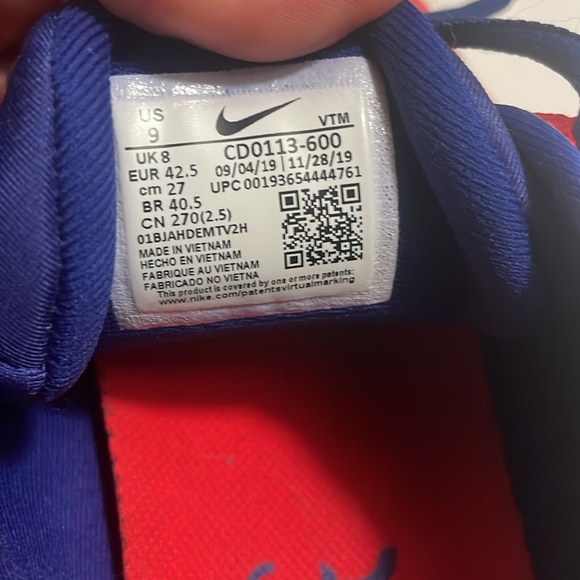 US
9
VTM
UK 8
CD0113-600
EUR 42.5
09/04/19 | 11/28/19
cm 27
UPC 00193654444761
BR 40.5
CN 270(2.5)
01BJAHDEMTV2H
MADE IN VIETNAM
HECHO EN VIETNAM
FABRIQUE AU VIETNAM
FABRICADO NO VIETNA
This product is covered by one or more patents:
www.nike.com/patentsvirtualmarking